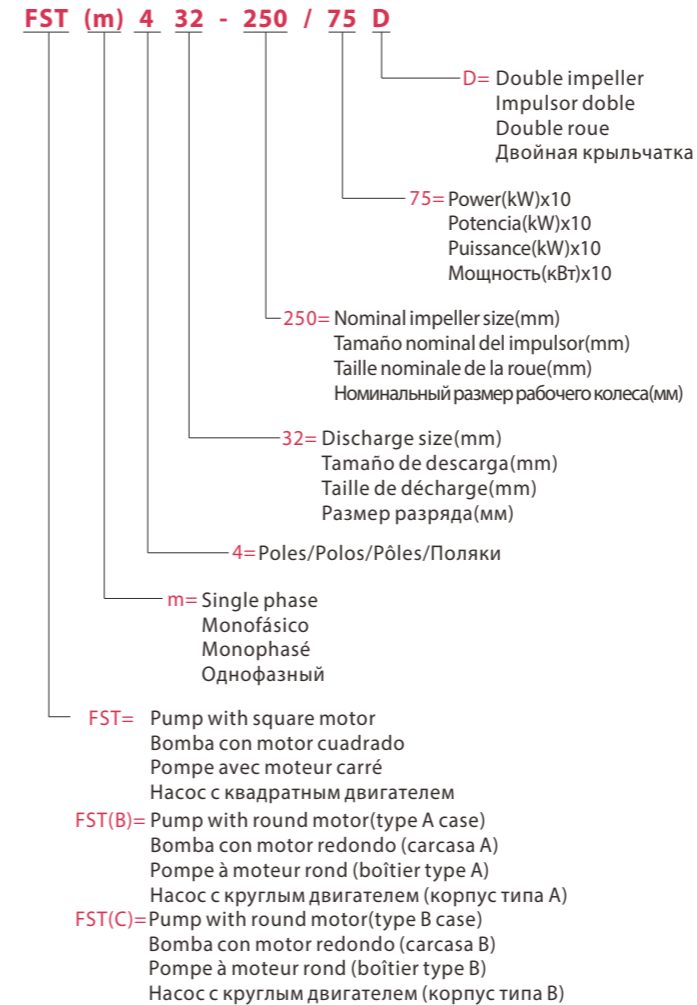 FST (m) 4 32 - 250 / 75 D
D= Double impeller
Impulsor doble
Double roue
Двойная крыльчатка
75= Power(kW)x10
Potencia(kW)x10
Puissance(kW)x10
Мощность(кВт)x10
250= Nominal impeller size(mm)
Tamaño nominal del impulsor(mm)
Taille nominale de la roue(mm)
Номинальный размер рабочего колеса(мм)
32= Discharge size(mm)
Tamaño de descarga(mm)
Taille de décharge(mm)
Размер разряда(мм)
4=Poles/Polos/Pôles/Поляки
m= Single phase
Monofásico
Monophasé
Однофазный
FST= Pump with square motor
Bomba con motor cuadrado
Pompe avec moteur carré
Насос с квадратным двигателем
FST(B)= Pump with round motor(type A case)
Bomba con motor redondo (carcasa A)
Pompe à moteur rond (boîtier type A)
Насос с круглым двигателем (корпус типа A)
FST(C)=Pump with round motor(type B case)
Bomba con motor redondo (carcasa B)
Pompe à moteur rond (boîtier type B)
Насос с круглым двигателем (корпус типа B)